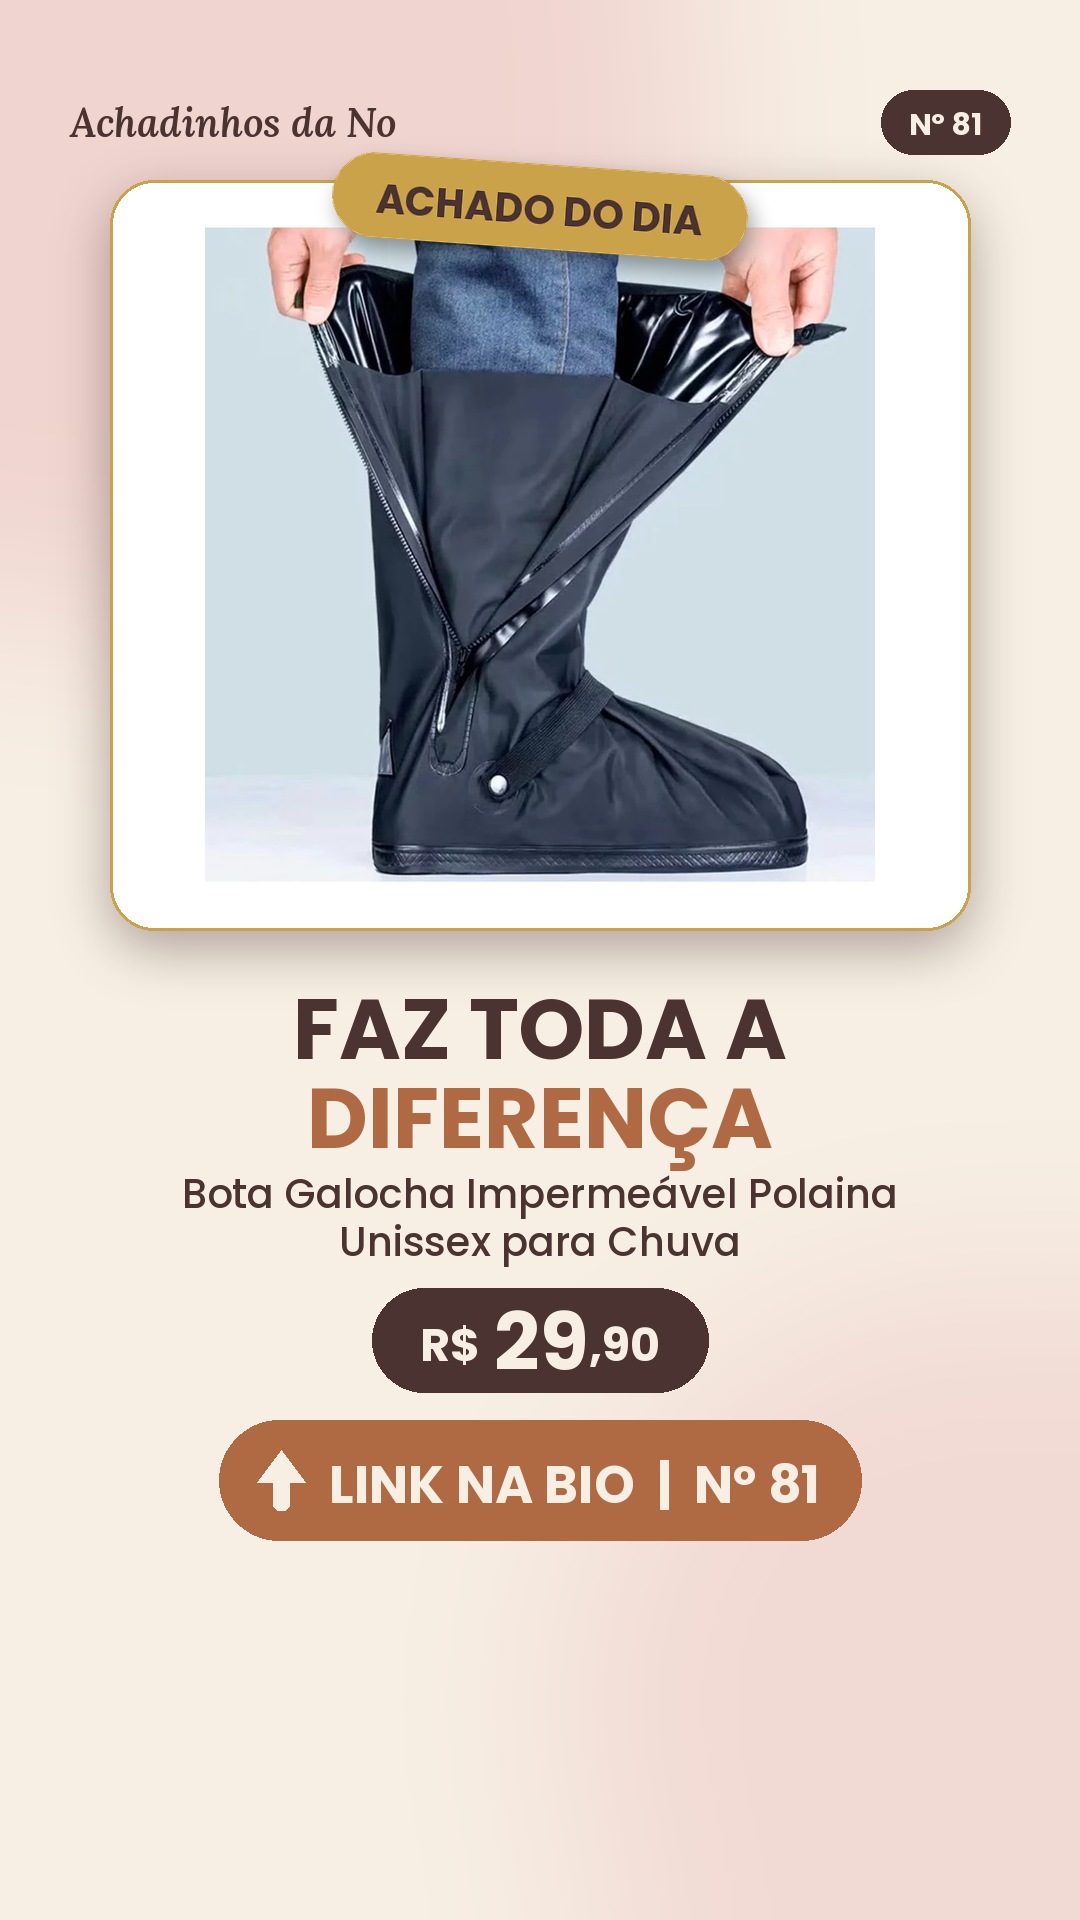 Achadinhos da No
Nº 81
ACHADO DO DIA
FAZ TODA A
DIFERENÇA
Bota Galocha Impermeável Polaina
Unissex para Chuva
R$ 29,90
LINK NA BIO | Nº 81